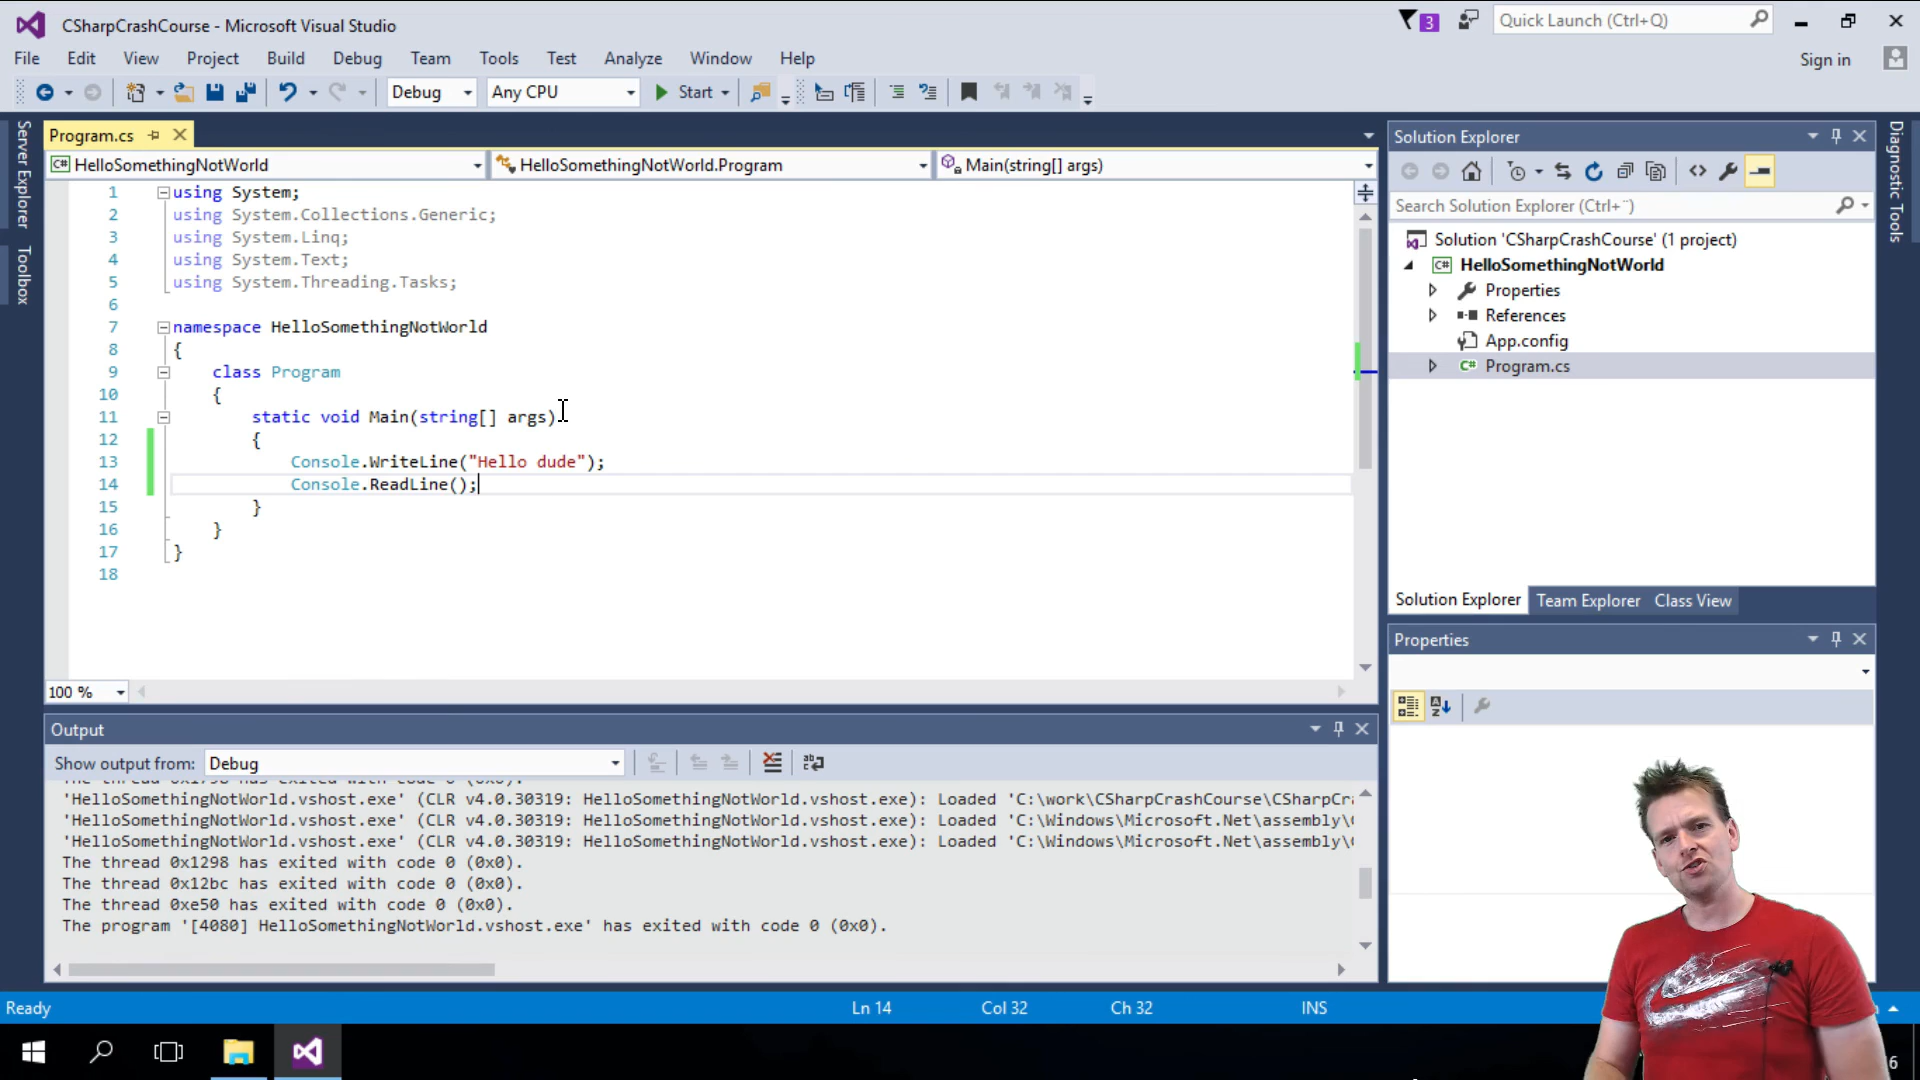 CSharpCrashCourse - Microsoft Visual Studio
3
Quick Launch (Ctrl+Q)
File Edit View Project Build Debug Team Tools Test Analyze Window Help
Sign in
Debug Any CPU Start
Server Explorer
Toolbox
Program.cs
HelloSomethingNotWorld HelloSomethingNotWorld.Program Main(string[] args)
1 using System;
2 using System.Collections.Generic;
3 using System.Linq;
4 using System.Text;
5 using System.Threading.Tasks;
6
7 namespace HelloSomethingNotWorld
8 {
9 class Program
10 {
11 static void Main(string[] args)
12 {
13 Console.WriteLine("Hello dude");
14 Console.ReadLine();
15 }
16 }
17 }
18
100 %
Output
Show output from: Debug
'HelloSomethingNotWorld.vshost.exe' (CLR v4.0.30319: HelloSomethingNotWorld.vshost.exe): Loaded 'C:\work\CSharpCrashCourse\CSharpCr
'HelloSomethingNotWorld.vshost.exe' (CLR v4.0.30319: HelloSomethingNotWorld.vshost.exe): Loaded 'C:\Windows\Microsoft.Net\assembly\
'HelloSomethingNotWorld.vshost.exe' (CLR v4.0.30319: HelloSomethingNotWorld.vshost.exe): Loaded 'C:\Windows\Microsoft.Net\assembly\
The thread 0x1298 has exited with code 0 (0x0).
The thread 0x12bc has exited with code 0 (0x0).
The thread 0xe50 has exited with code 0 (0x0).
The program '[4080] HelloSomethingNotWorld.vshost.exe' has exited with code 0 (0x0).
Solution Explorer
Search Solution Explorer (Ctrl+¨)
Solution 'CSharpCrashCourse' (1 project)
C# HelloSomethingNotWorld
Properties
References
App.config
C# Program.cs
Solution Explorer Team Explorer Class View
Properties
Diagnostic Tools
Ready Ln 14 Col 32 Ch 32 INS